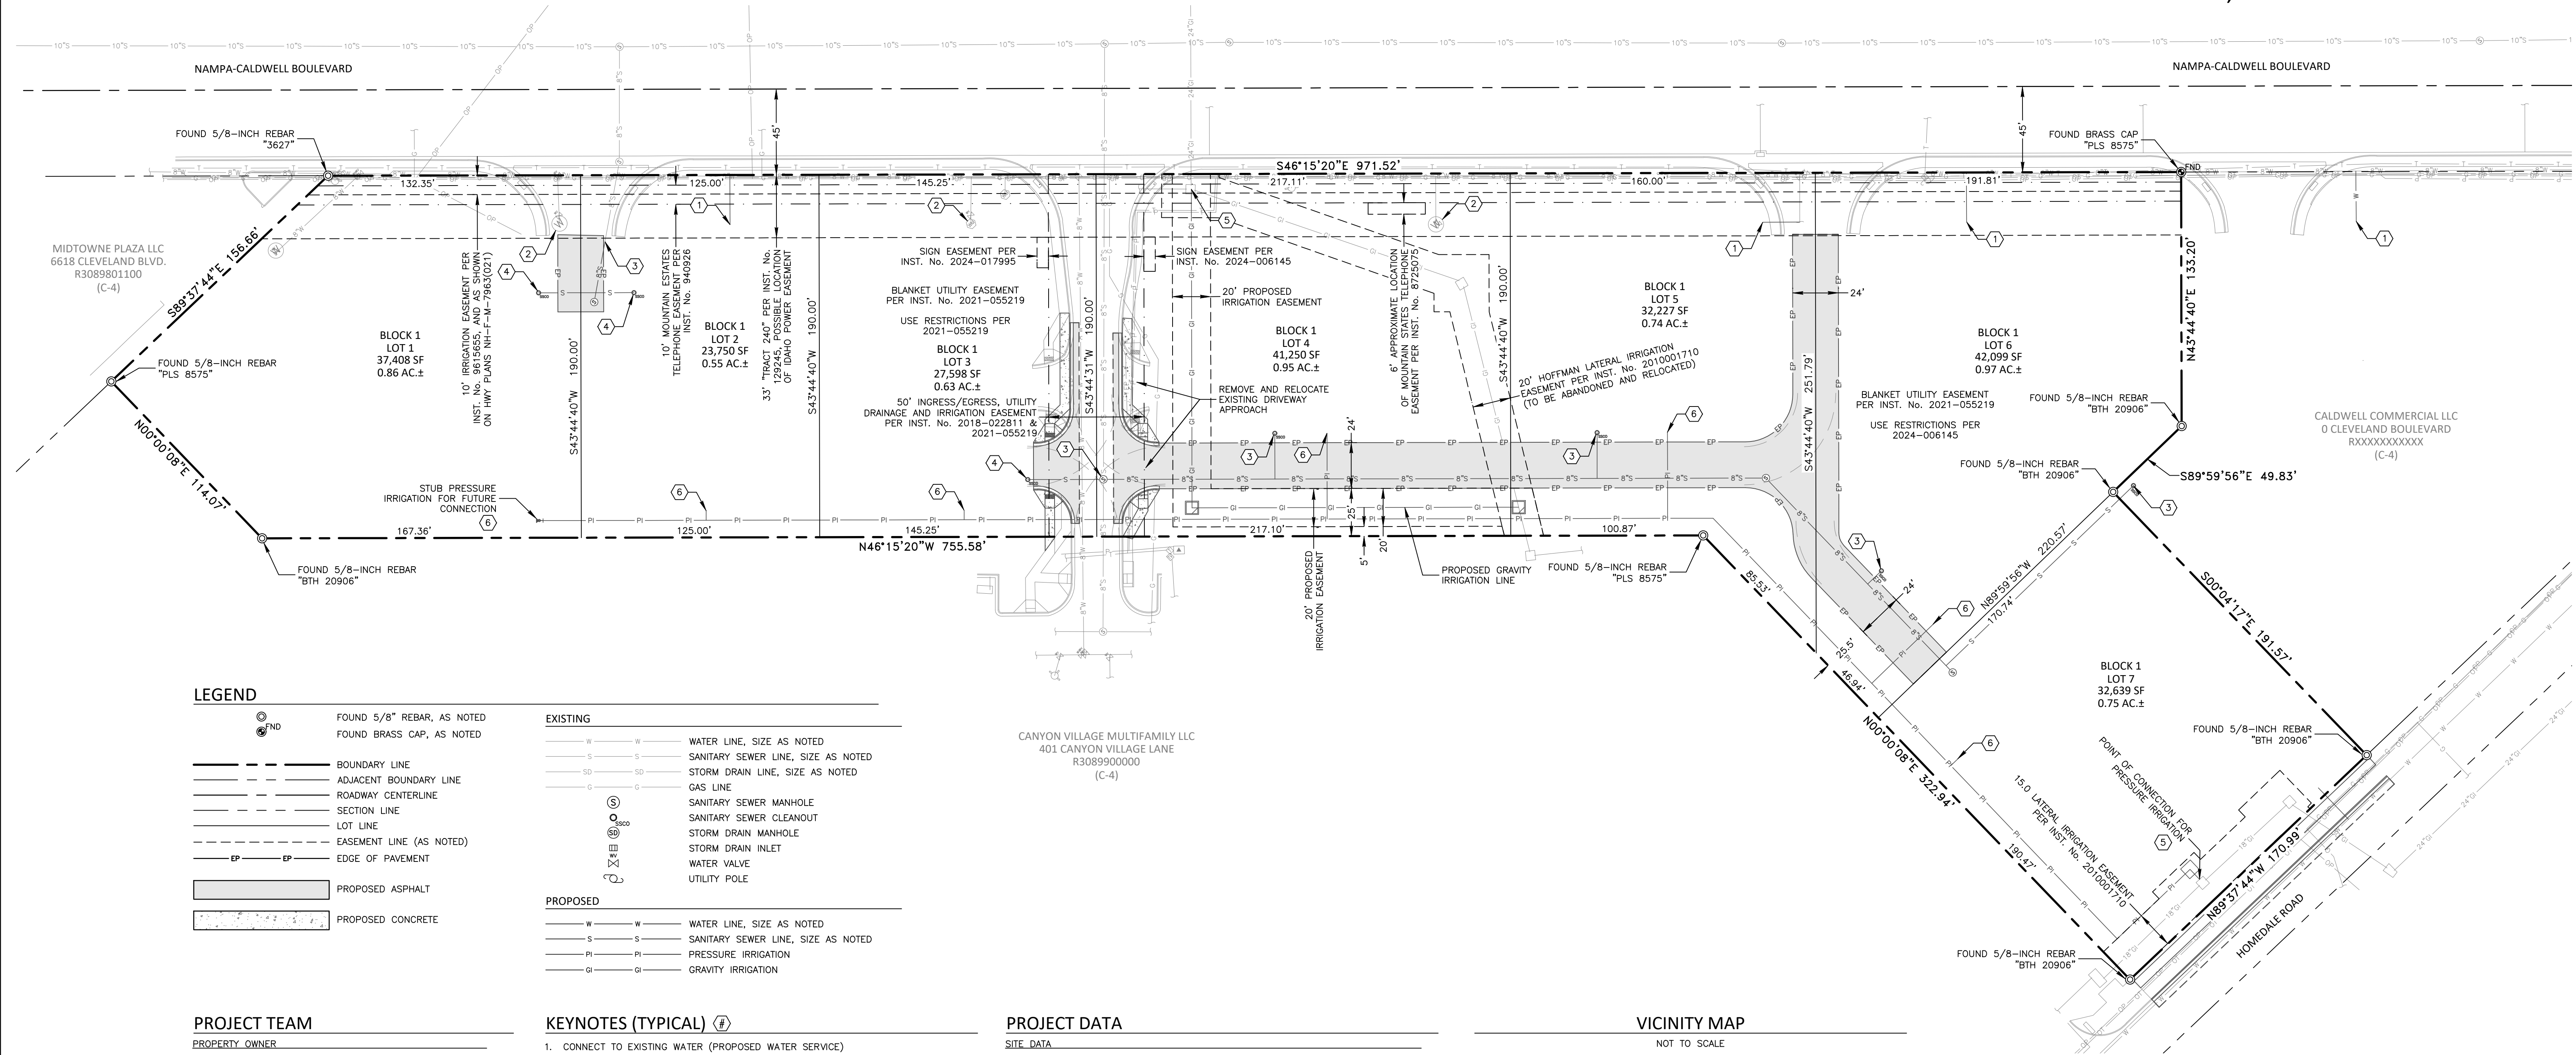 NAMPA-CALDWELL BOULEVARD
NAMPA-CALDWELL BOULEVARD
FOUND 5/8-INCH REBAR
"3627"
45'
45'
FOUND BRASS CAP
"PLS 8575"
FND
S46°15'20"E 971.52'
132.35'
125.00'
145.25'
217.11'
160.00'
191.81'
MIDTOWNE PLAZA LLC
6618 CLEVELAND BLVD.
R3089801100
(C-4)
S89°37'44"E 156.66'
FOUND 5/8-INCH REBAR
"PLS 8575"
N00°00'08"E 114.07'
BLOCK 1
LOT 1
37,408 SF
0.86 AC.±
10' IRRIGATION EASEMENT PER
INST. No. 9615655, AND AS SHOWN
ON HWY PLANS NH-F-M-7963(021)
S43°44'40"W 190.00'
10' MOUNTAIN ESTATES
TELEPHONE EASEMENT PER
INST. No. 940926
BLOCK 1
LOT 2
23,750 SF
0.55 AC.±
33' "TRACT 240" PER INST. No.
129245, POSSIBLE LOCATION
OF IDAHO POWER EASEMENT
S43°44'40"W 190.00'
SIGN EASEMENT PER
INST. No. 2024-017995
BLANKET UTILITY EASEMENT
PER INST. No. 2021-055219
USE RESTRICTIONS PER
2021-055219
BLOCK 1
LOT 3
27,598 SF
0.63 AC.±
50' INGRESS/EGRESS, UTILITY
DRAINAGE AND IRRIGATION EASEMENT
PER INST. No. 2018-022811 &
2021-055219
S43°44'31"W 190.00'
SIGN EASEMENT PER
INST. No. 2024-006145
20' PROPOSED
IRRIGATION EASEMENT
BLOCK 1
LOT 4
41,250 SF
0.95 AC.±
REMOVE AND RELOCATE
EXISTING DRIVEWAY
APPROACH
6' APPROXIMATE LOCATION
OF MOUNTAIN STATES TELEPHONE
EASEMENT PER INST. No. 8725075
S43°44'40"W 190.00'
20' HOFFMAN LATERAL IRRIGATION
EASEMENT PER INST. No. 2010001710
(TO BE ABANDONED AND RELOCATED)
BLOCK 1
LOT 5
32,227 SF
0.74 AC.±
24'
S43°44'40"W 251.79'
BLOCK 1
LOT 6
42,099 SF
0.97 AC.±
BLANKET UTILITY EASEMENT
PER INST. No. 2021-055219
USE RESTRICTIONS PER
2024-006145
N43°44'40"E 133.20'
FOUND 5/8-INCH REBAR
"BTH 20906"
CALDWELL COMMERCIAL LLC
0 CLEVELAND BOULEVARD
RXXXXXXXXXXX
(C-4)
FOUND 5/8-INCH REBAR
"BTH 20906"
S89°59'56"E 49.83'
STUB PRESSURE
IRRIGATION FOR FUTURE
CONNECTION
6
167.36'
125.00'
145.25'
N46°15'20"W 755.58'
217.10'
100.87'
24'
25'
20'
5'
20' PROPOSED
IRRIGATION EASEMENT
PROPOSED GRAVITY
IRRIGATION LINE
FOUND 5/8-INCH REBAR
"PLS 8575"
FOUND 5/8-INCH REBAR
"BTH 20906"
85.53'
24'
25.5'
46.94'
N89°59'56"W 220.57'
170.74'
S00°04'17"E 191.57'
N00°00'08"E 322.94'
190.47'
BLOCK 1
LOT 7
32,639 SF
0.75 AC.±
FOUND 5/8-INCH REBAR
"BTH 20906"
POINT OF CONNECTION FOR
PRESSURE IRRIGATION
5
15.0 LATERAL IRRIGATION EASEMENT
PER INST. No. 2010001710
N89°37'44"W 170.99'
HOMEDALE ROAD
FOUND 5/8-INCH REBAR
"BTH 20906"
CANYON VILLAGE MULTIFAMILY LLC
401 CANYON VILLAGE LANE
R3089900000
(C-4)
LEGEND
FOUND 5/8" REBAR, AS NOTED
FND FOUND BRASS CAP, AS NOTED
BOUNDARY LINE
ADJACENT BOUNDARY LINE
ROADWAY CENTERLINE
SECTION LINE
LOT LINE
EASEMENT LINE (AS NOTED)
EP EP EDGE OF PAVEMENT
PROPOSED ASPHALT
PROPOSED CONCRETE
EXISTING
W W WATER LINE, SIZE AS NOTED
S S SANITARY SEWER LINE, SIZE AS NOTED
SD SD STORM DRAIN LINE, SIZE AS NOTED
G G GAS LINE
S SANITARY SEWER MANHOLE
SSCO SANITARY SEWER CLEANOUT
SD STORM DRAIN MANHOLE
STORM DRAIN INLET
WV WATER VALVE
UTILITY POLE
PROPOSED
W W WATER LINE, SIZE AS NOTED
S S SANITARY SEWER LINE, SIZE AS NOTED
PI PI PRESSURE IRRIGATION
GI GI GRAVITY IRRIGATION
PROJECT TEAM
PROPERTY OWNER
KEYNOTES (TYPICAL) #
1. CONNECT TO EXISTING WATER (PROPOSED WATER SERVICE)
PROJECT DATA
SITE DATA
VICINITY MAP
NOT TO SCALE